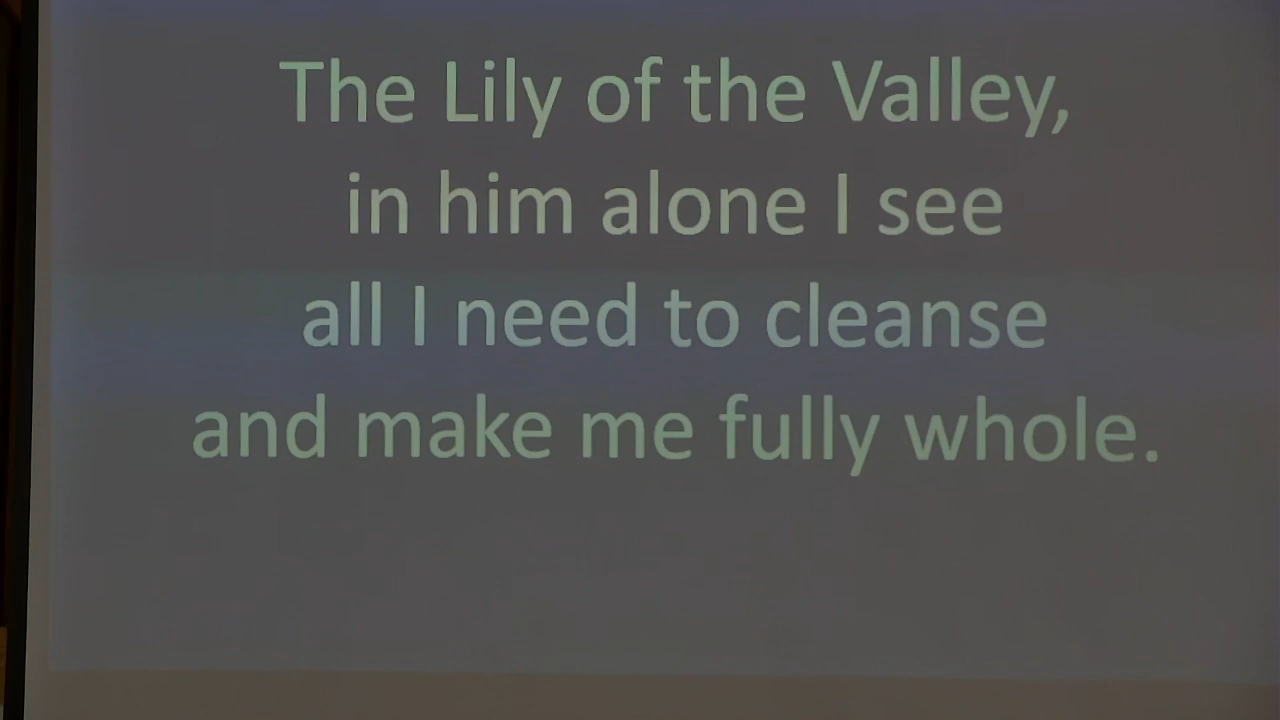 The Lily of the Valley,
in him alone I see
all I need to cleanse
and make me fully whole.